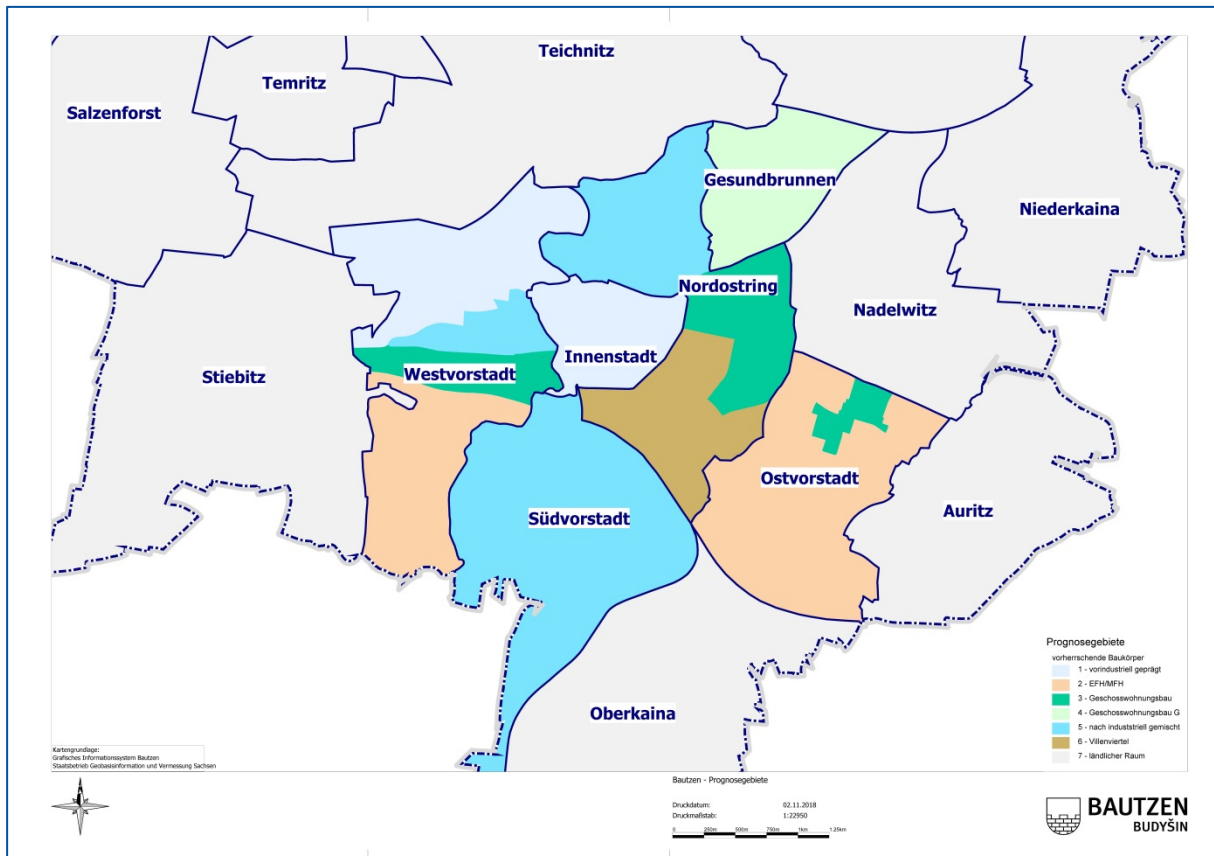 Teichnitz
Temritz
Salzenforst
Gesundbrunnen
Niederkaina
Nordostring
Nadelwitz
Innenstadt
Stiebitz
Westvorstadt
Ostvorstadt
Südvorstadt
Auritz
Oberkaina
Prognosegebiete
vorherrschende Baukörper
1 - vorindustriell geprägt
2 - EFH/MFH
3 - Geschosswohnungsbau
4 - Geschosswohnungsbau G
5 - nach induststriell gemischt
6 - Villenviertel
7 - ländlicher Raum
Kartengrundlage:
Grafisches Informationssystem Bautzen
Staatsbetrieb Geobasisinformation und Vermessung Sachsen
Bautzen - Prognosegebiete
Druckdatum: 02.11.2018
Druckmaßstab: 1:22950
0 250m 500m 750m 1km 1.25km
BAUTZEN
BUDYŠIN